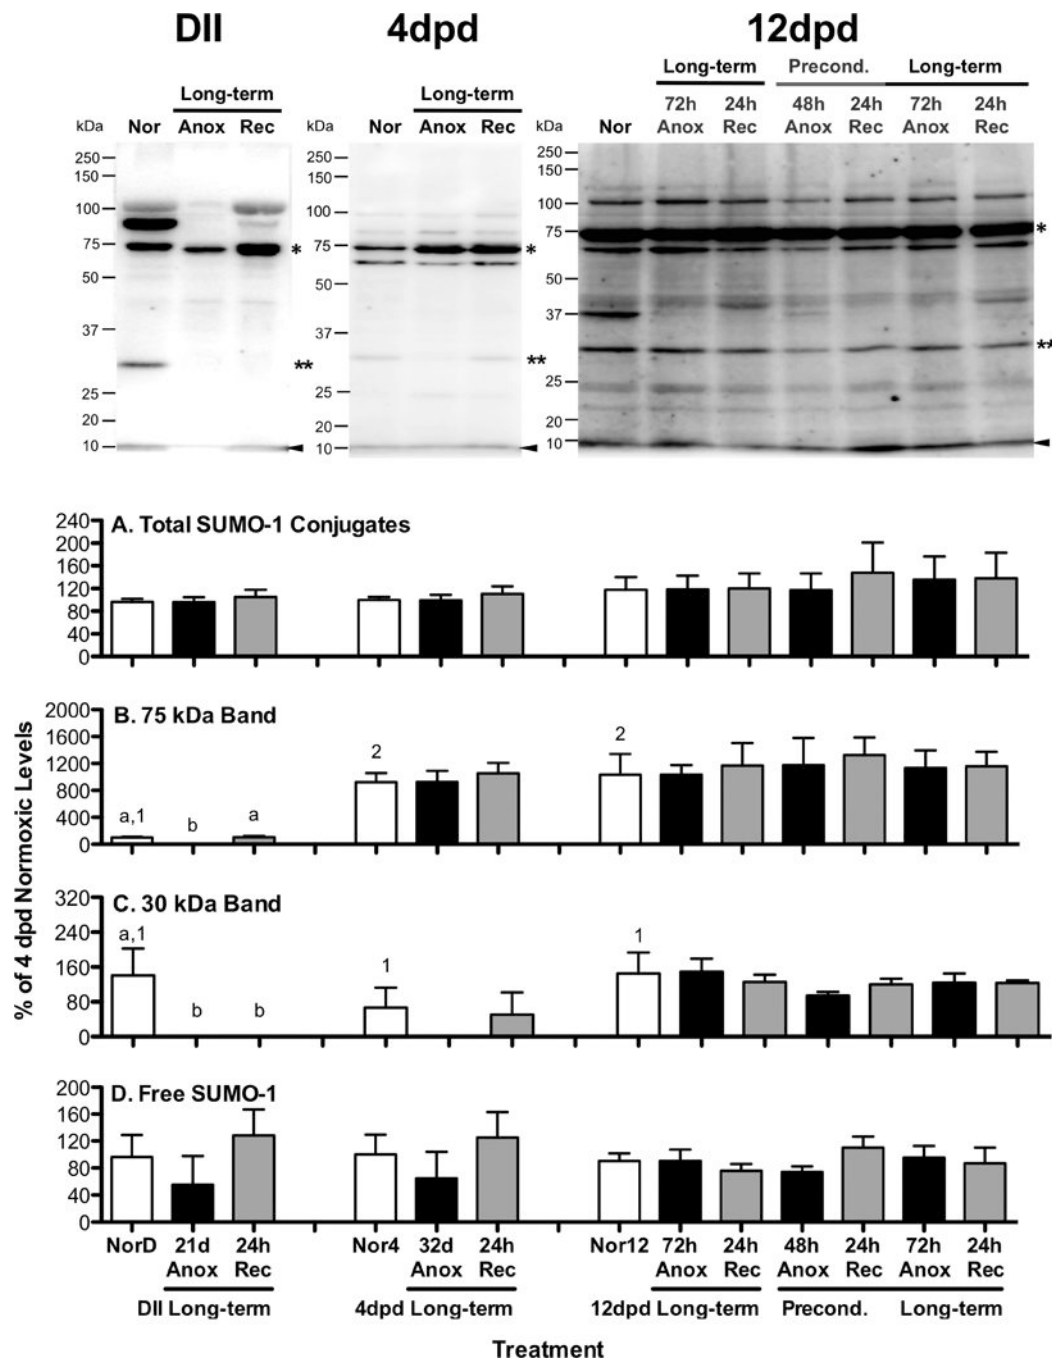 DII 4dpd 12dpd
Long-term Precond. Long-term
Long-term Long-term 72h 24h 48h 24h 72h 24h
kDa Nor Anox Rec kDa Nor Anox Rec kDa Nor Anox Rec Anox Rec Anox Rec
250 250 250
150 150 150
100 100 100
75 * 75 * 75 *
50 50 50
37 37 37
** ** **
25 25 25
20 20 20
10 10 10
A. Total SUMO-1 Conjugates
240
200
160
120
80
40
0
B. 75 kDa Band
2000
1600
1200
800
400
0
a,1 b a 2 2
C. 30 kDa Band
320
240
160
80
0
a,1 b b 1 1
D. Free SUMO-1
200
160
120
80
40
0
% of 4 dpd Normoxic Levels
NorD 21d 24h Nor4 32d 24h Nor12 72h 24h 48h 24h 72h 24h
Anox Rec Anox Rec Anox Rec Anox Rec Anox Rec
DII Long-term 4dpd Long-term 12dpd Long-term Precond. Long-term
Treatment